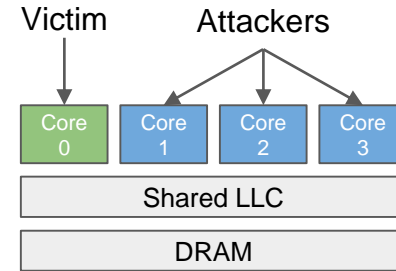 Victim
Attackers
Core
0
Core
1
Core
2
Core
3
Shared LLC
DRAM